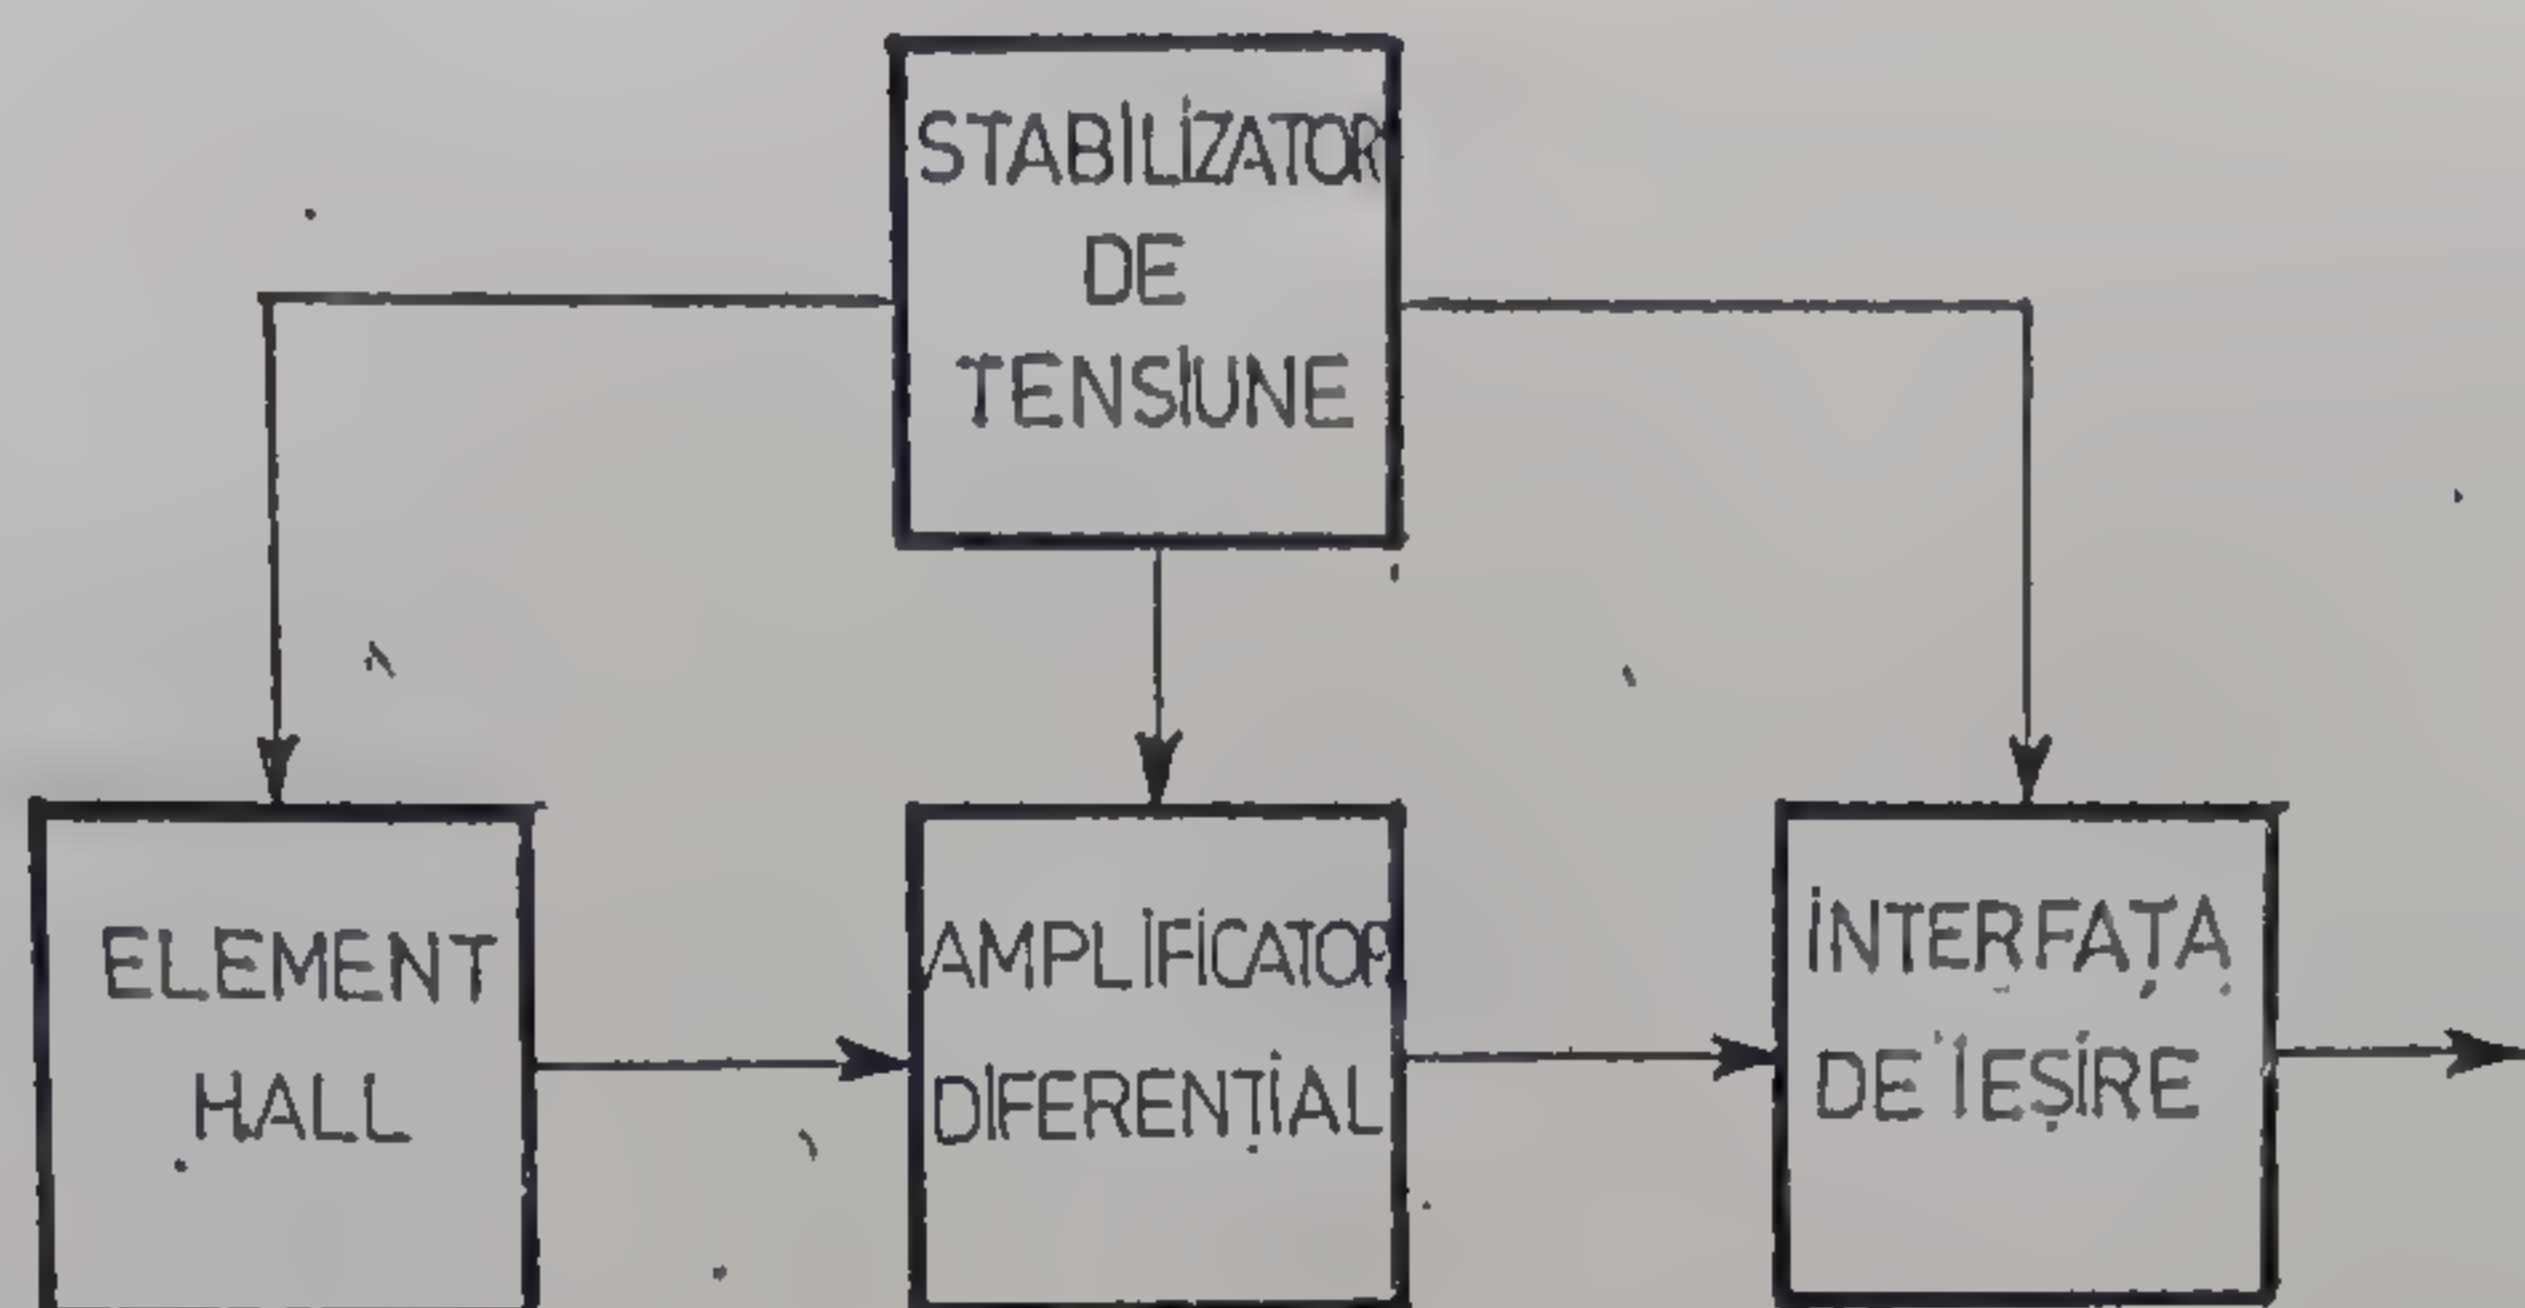 STABILIZATOR
DE
TENSIUNE
ELEMENT
HALL
AMPLIFICATOR
DIFERENȚIAL
INTERFAȚA
DE IEȘIRE